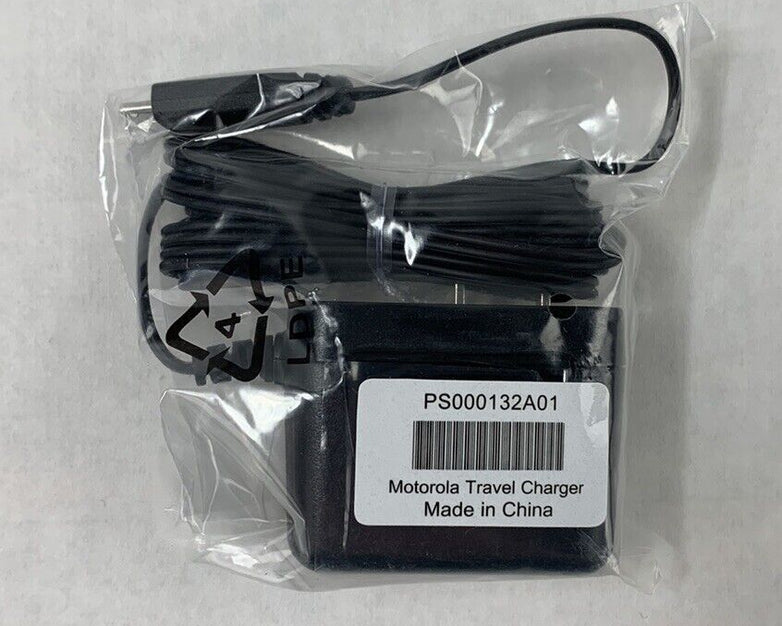 4
LDPE
PS000132A01
Motorola Travel Charger
Made in China